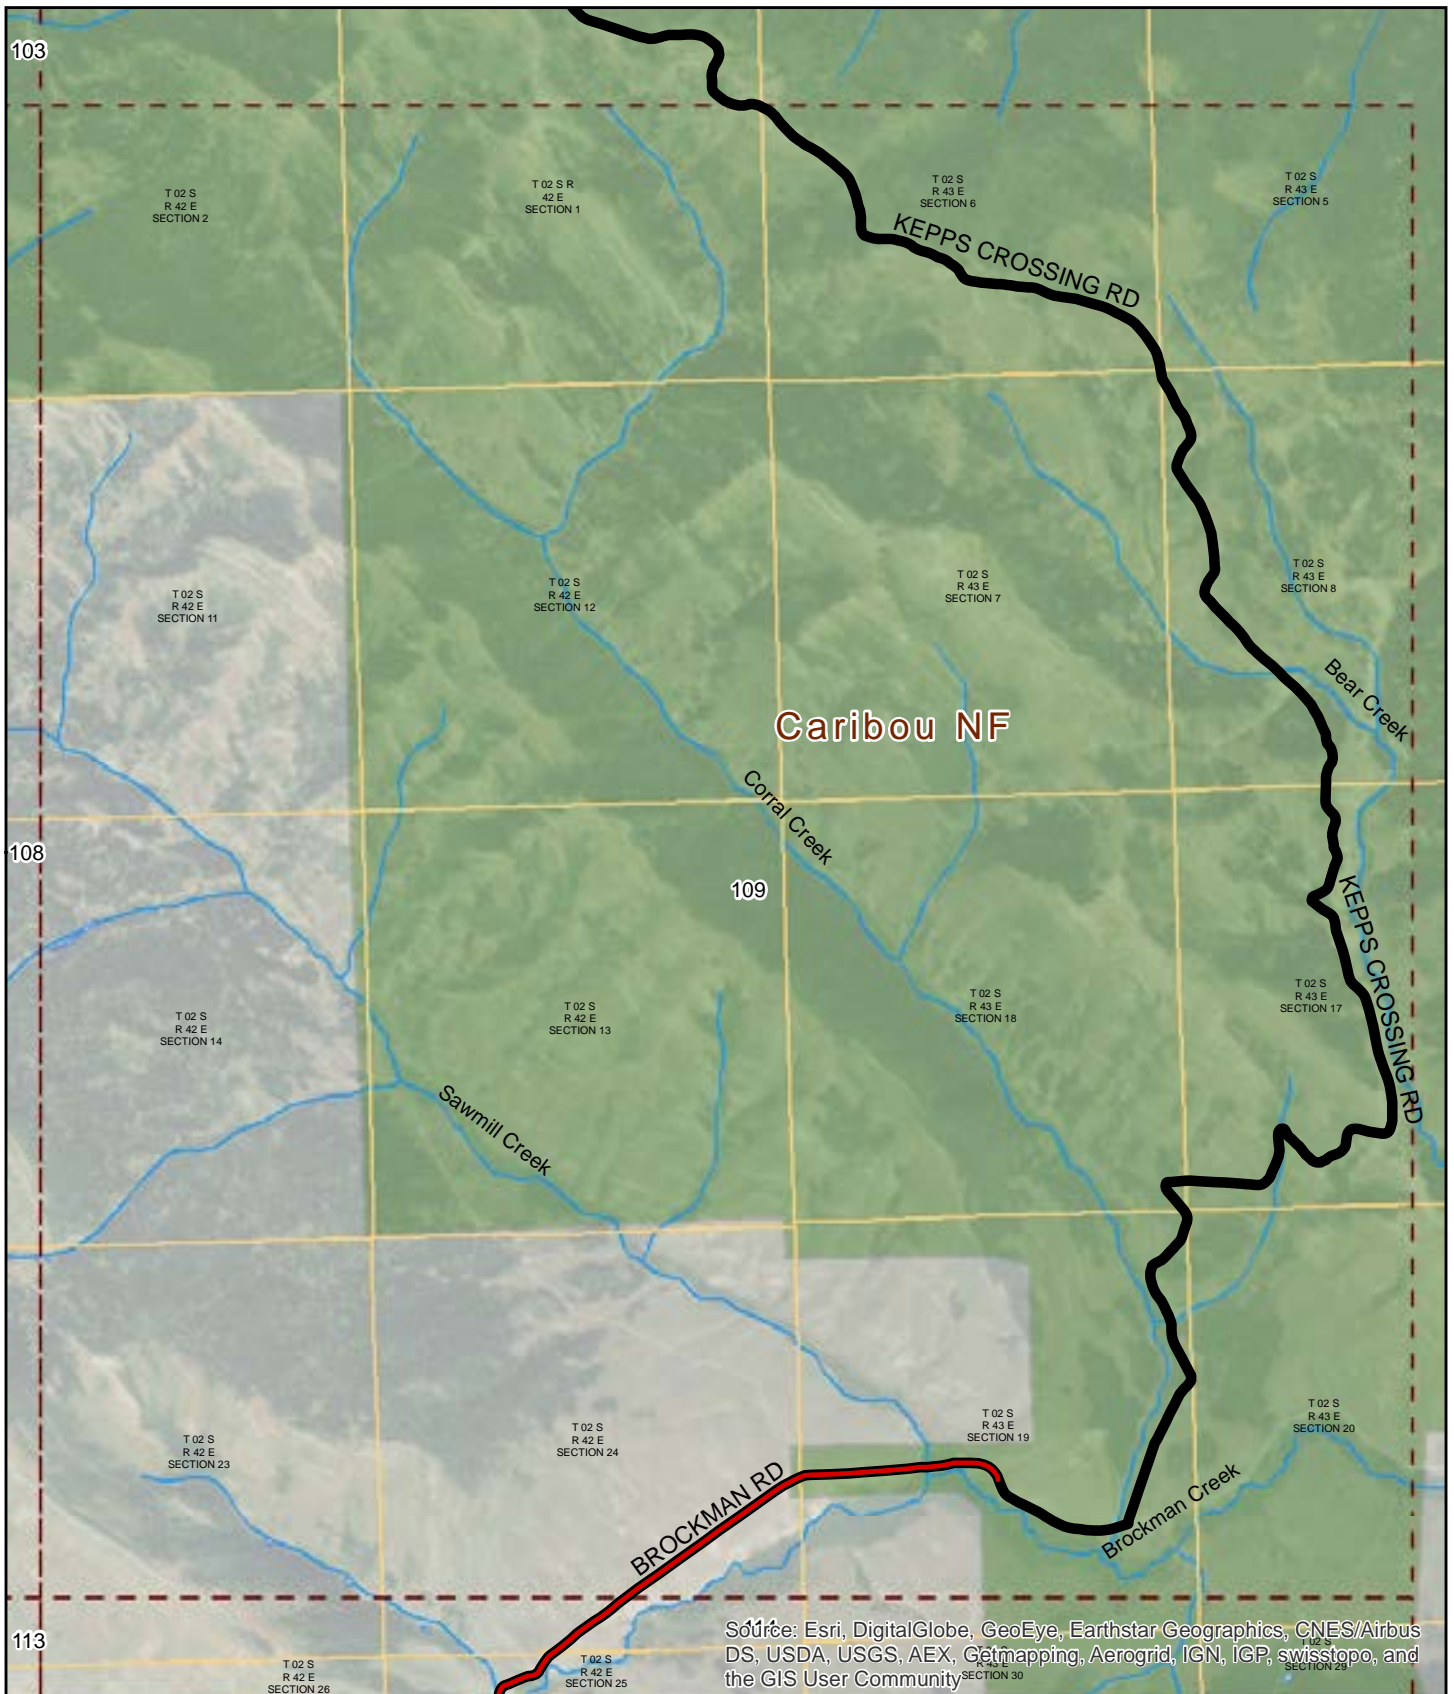 103
T 02 S
R 42 E
SECTION 2
T 02 S R
42 E
SECTION 1
T 02 S
R 43 E
SECTION 6
T 02 S
R 43 E
SECTION 5
KEPPS CROSSING RD
T 02 S
R 42 E
SECTION 11
T 02 S
R 42 E
SECTION 12
T 02 S
R 43 E
SECTION 7
T 02 S
R 43 E
SECTION 8
Bear Creek
Caribou NF
Corral Creek
108
109
KEPPS CROSSING RD
T 02 S
R 42 E
SECTION 14
T 02 S
R 42 E
SECTION 13
T 02 S
R 43 E
SECTION 18
T 02 S
R 43 E
SECTION 17
Sawmill Creek
T 02 S
R 42 E
SECTION 23
T 02 S
R 42 E
SECTION 24
T 02 S
R 43 E
SECTION 19
T 02 S
R 43 E
SECTION 20
BROCKMAN RD
Brockman Creek
113
T 02 S
R 42 E
SECTION 26
T 02 S
R 42 E
SECTION 25
SECTION 30
SECTION 29
Source: Esri, DigitalGlobe, GeoEye, Earthstar Geographics, CNES/Airbus
DS, USDA, USGS, AEX, Getmapping, Aerogrid, IGN, IGP, swisstopo, and
the GIS User Community